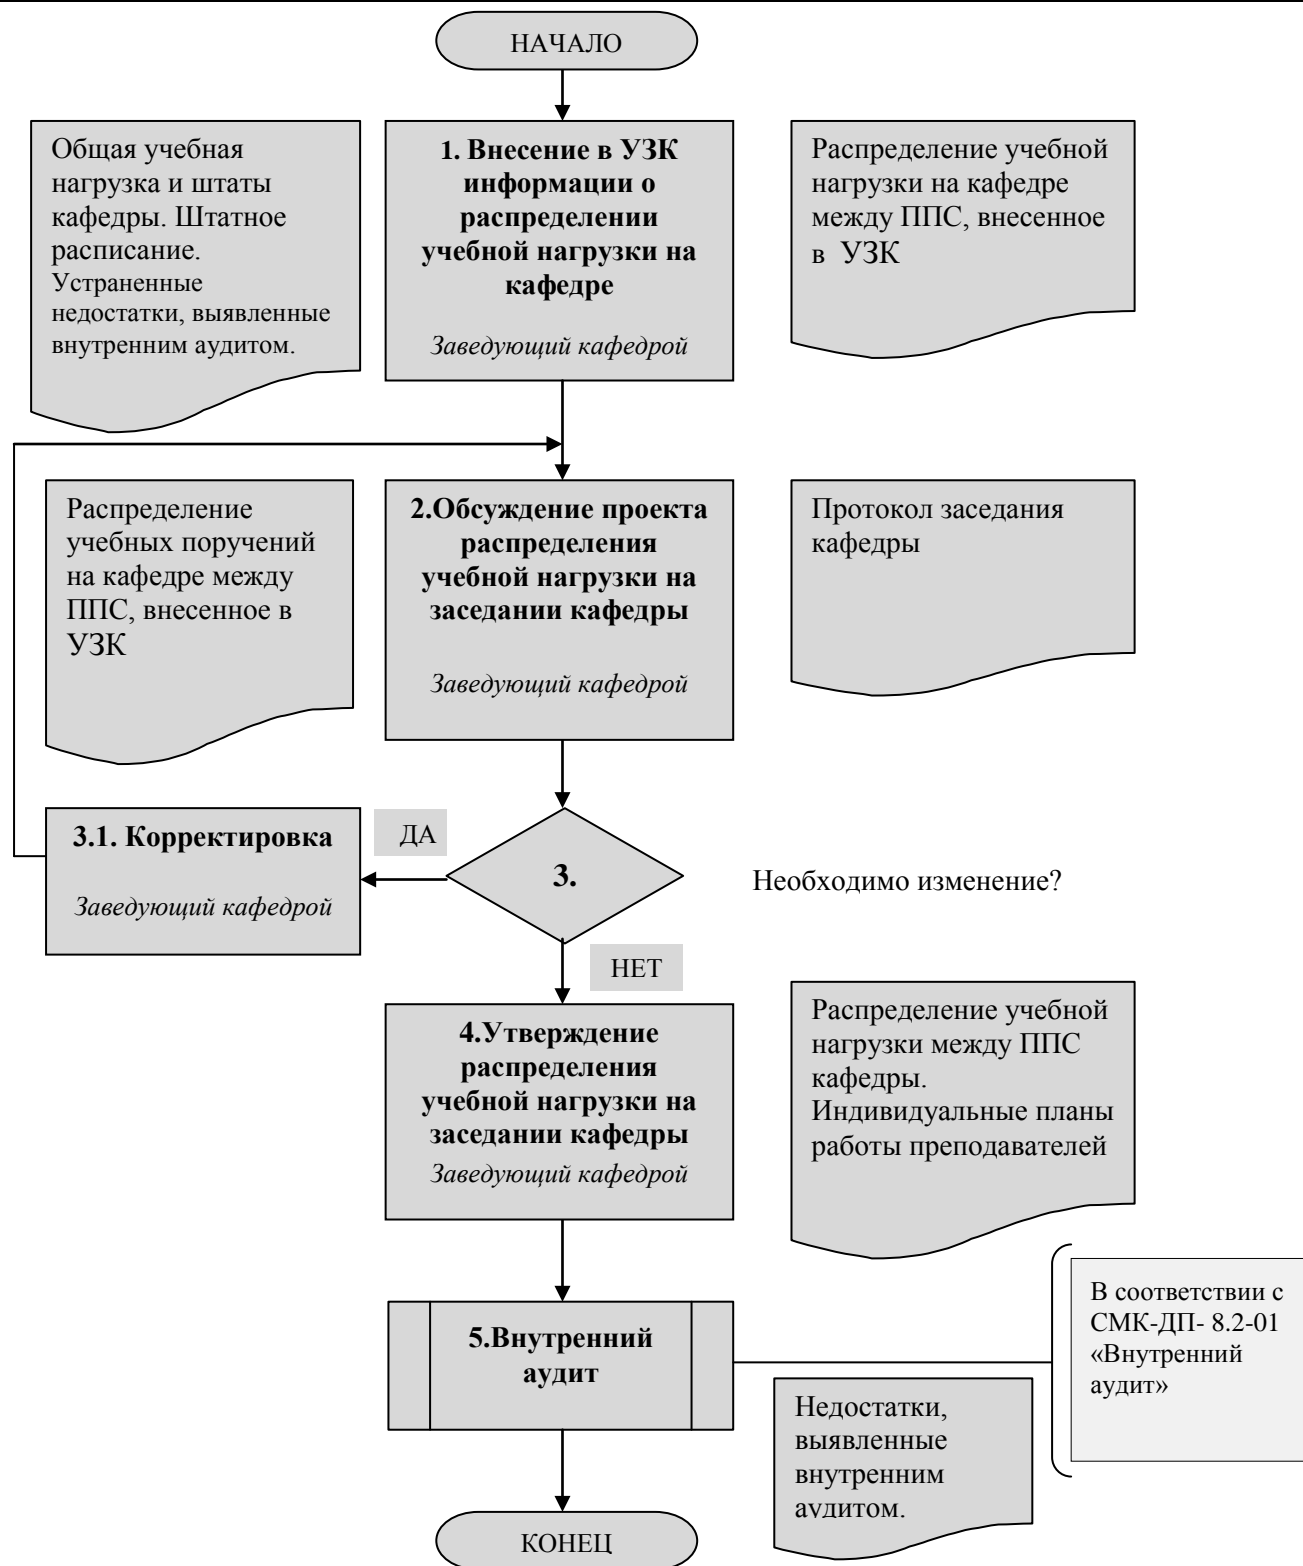 НАЧАЛО
Общая учебная
нагрузка и штаты
кафедры. Штатное
расписание.
Устраненные
недостатки, выявленные
внутренним аудитом.
1. Внесение в УЗК
информации о
распределении
учебной нагрузки на
кафедре
Заведующий кафедрой
Распределение учебной
нагрузки на кафедре
между ППС, внесенное
в УЗК
Распределение
учебных поручений
на кафедре между
ППС, внесенное в
УЗК
2.Обсуждение проекта
распределения
учебной нагрузки на
заседании кафедры
Заведующий кафедрой
Протокол заседания
кафедры
3.1. Корректировка
Заведующий кафедрой
ДА
3.
Необходимо изменение?
НЕТ
4.Утверждение
распределения
учебной нагрузки на
заседании кафедры
Заведующий кафедрой
Распределение учебной
нагрузки между ППС
кафедры.
Индивидуальные планы
работы преподавателей
5.Внутренний
аудит
В соответствии с
СМК-ДП- 8.2-01
«Внутренний
аудит»
Недостатки,
выявленные
внутренним
аудитом.
КОНЕЦ